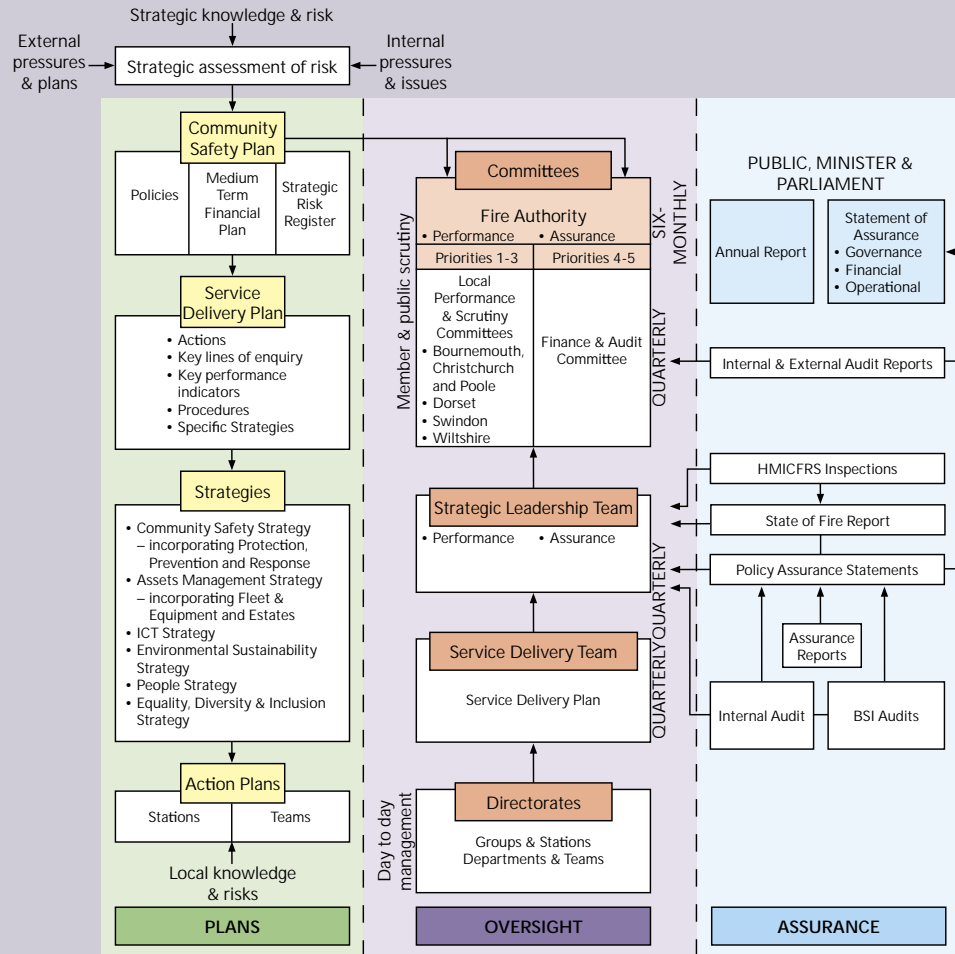 Strategic knowledge & risk
External
pressures
& plans
Strategic assessment of risk
Internal
pressures
& issues
Community
Safety Plan
Policies
Medium
Term
Financial
Plan
Strategic
Risk
Register
Service
Delivery Plan
• Actions
• Key lines of enquiry
• Key performance
indicators
• Procedures
• Specific Strategies
Strategies
• Community Safety Strategy
– incorporating Protection,
Prevention and Response
• Assets Management Strategy
– incorporating Fleet &
Equipment and Estates
• ICT Strategy
• Environmental Sustainability
Strategy
• People Strategy
• Equality, Diversity & Inclusion
Strategy
Action Plans
Stations
Teams
Local knowledge
& risks
PLANS
Member & public scrutiny
Committees
Fire Authority
• Performance
• Assurance
SIX-
MONTHLY
Priorities 1-3
Priorities 4-5
Local
Performance
& Scrutiny
Committees
• Bournemouth,
Christchurch
and Poole
• Dorset
• Swindon
• Wiltshire
Finance & Audit
Committee
QUARTERLY
Strategic Leadership Team
• Performance
• Assurance
QUARTERLY
Service Delivery Team
Service Delivery Plan
QUARTERLY
Day to day
management
Directorates
Groups & Stations
Departments & Teams
OVERSIGHT
PUBLIC, MINISTER &
PARLIAMENT
Annual Report
Statement of
Assurance
• Governance
• Financial
• Operational
Internal & External Audit Reports
HMICFRS Inspections
State of Fire Report
Policy Assurance Statements
Assurance
Reports
Internal Audit
BSI Audits
ASSURANCE